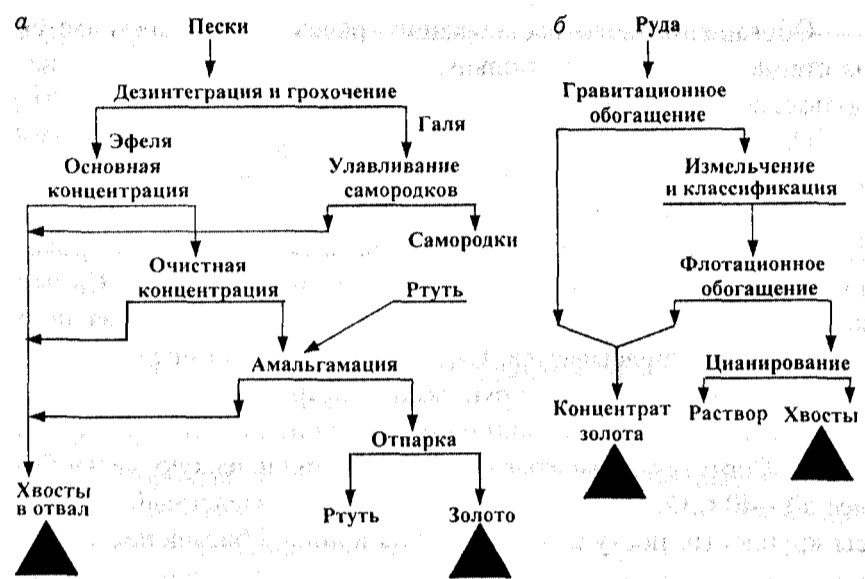 а
Пески
Дезинтеграция и грохочение
Эфеля
Галя
Основная
концентрация
Улавливание
самородков
Самородки
Очистная
концентрация
Ртуть
Амальгамация
Отпарка
Хвосты
в отвал
Ртуть
Золото
б
Руда
Гравитационное
обогащение
Измельчение
и классификация
Флотационное
обогащение
Цианирование
Концентрат
золота
Раствор
Хвосты